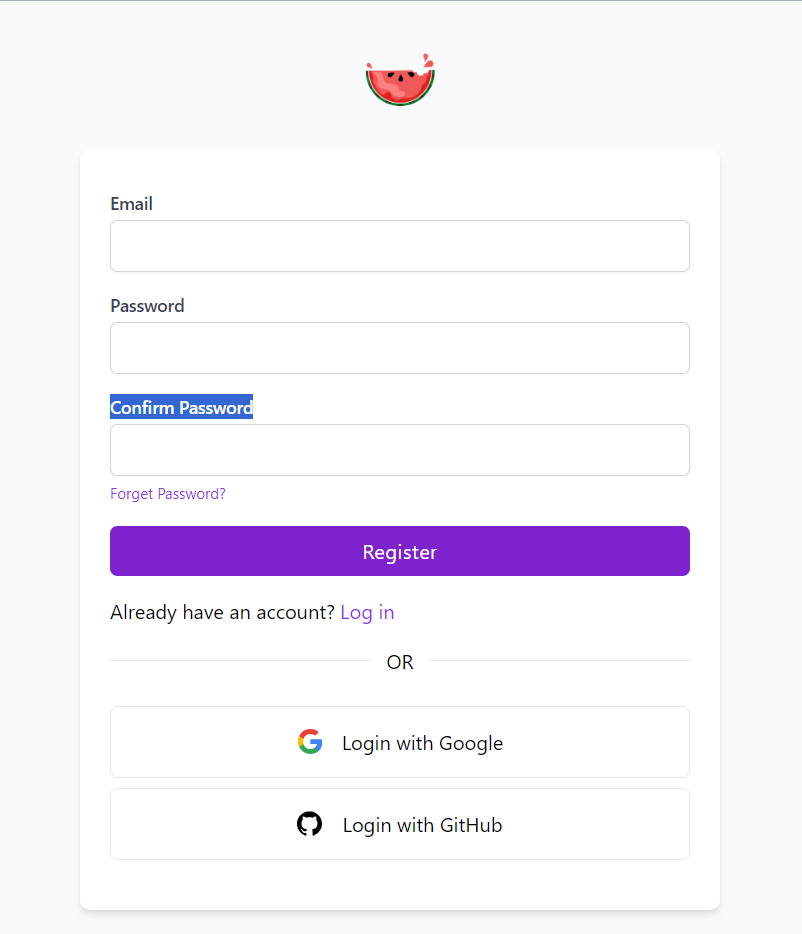 Email
Password
Confirm Password
Forget Password?
Register
Already have an account? Log in
OR
Login with Google
Login with GitHub